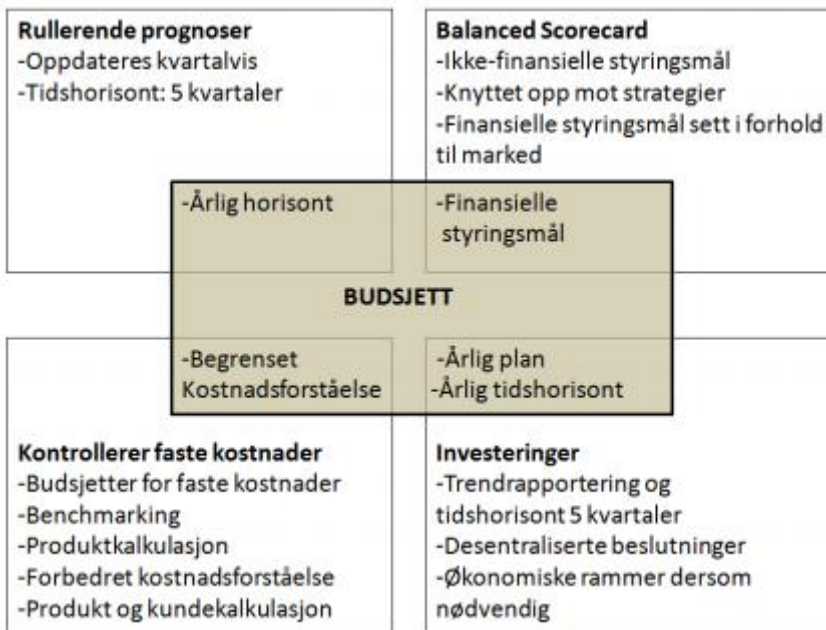 Rullerende prognoser
-Oppdateres kvartalvis
-Tidshorisont: 5 kvartaler
Balanced Scorecard
-Ikke-finansielle styringsmål
-Knyttet opp mot strategier
-Finansielle styringsmål sett i forhold
til marked
-Årlig horisont
-Finansielle
styringsmål
BUDSJETT
-Begrenset
Kostnadsforståelse
-Årlig plan
-Årlig tidshorisont
Kontrollerer faste kostnader
-Budsjetter for faste kostnader
-Benchmarking
-Produktkalkulasjon
-Forbedret kostnadsforståelse
-Produkt og kundekalkulasjon
Investeringer
-Trendrapportering og
tidshorisont 5 kvartaler
-Desentraliserte beslutninger
-Økonomiske rammer dersom
nødvendig